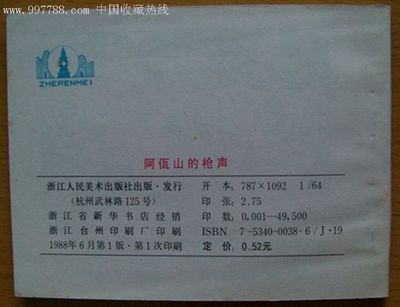 www.997788.com 中国收藏热线
ZHERENMEI
阿佤山的枪声
浙江人民美术出版社出版·发行 开本：787×1092 1/64
(杭州武林路125号) 印张：2.75
浙江省新华书店经销 印数：0,001—49,500
浙江台州印刷厂印刷 ISBN 7-5340-0038-6/J·19
1988年6月第1版·第1次印刷 定价：0.52元